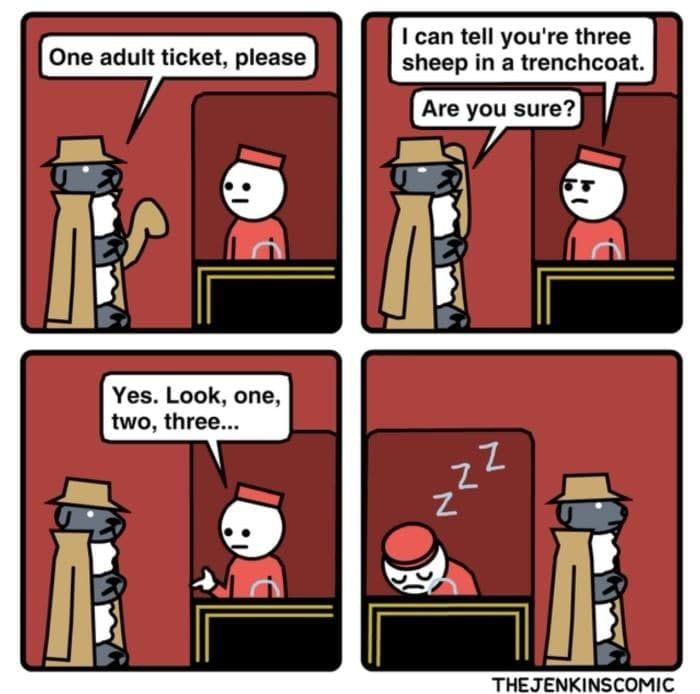 One adult ticket, please
I can tell you're three
sheep in a trenchcoat.
Are you sure?
Yes. Look, one,
two, three...
Z Z Z
THEJENKINSCOMIC